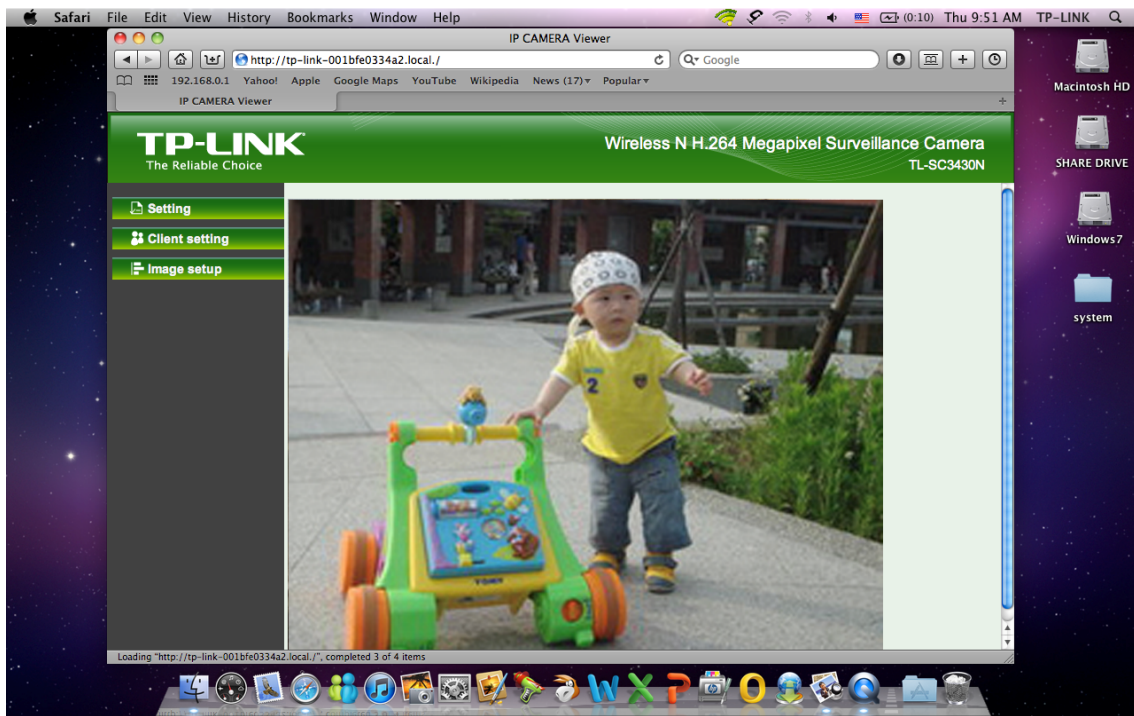 Safari File Edit View History Bookmarks Window Help (0:10) Thu 9:51 AM TP-LINK
IP CAMERA Viewer
http://tp-link-001bfe0334a2.local./ Google
192.168.0.1 Yahoo! Apple Google Maps YouTube Wikipedia News (17) Popular
IP CAMERA Viewer
TP-LINK
The Reliable Choice
Wireless N H.264 Megapixel Surveillance Camera
TL-SC3430N
Setting
Client setting
Image setup
2
TOMY
Loading "http://tp-link-001bfe0334a2.local./", completed 3 of 4 items
Macintosh HD
SHARE DRIVE
Windows7
system